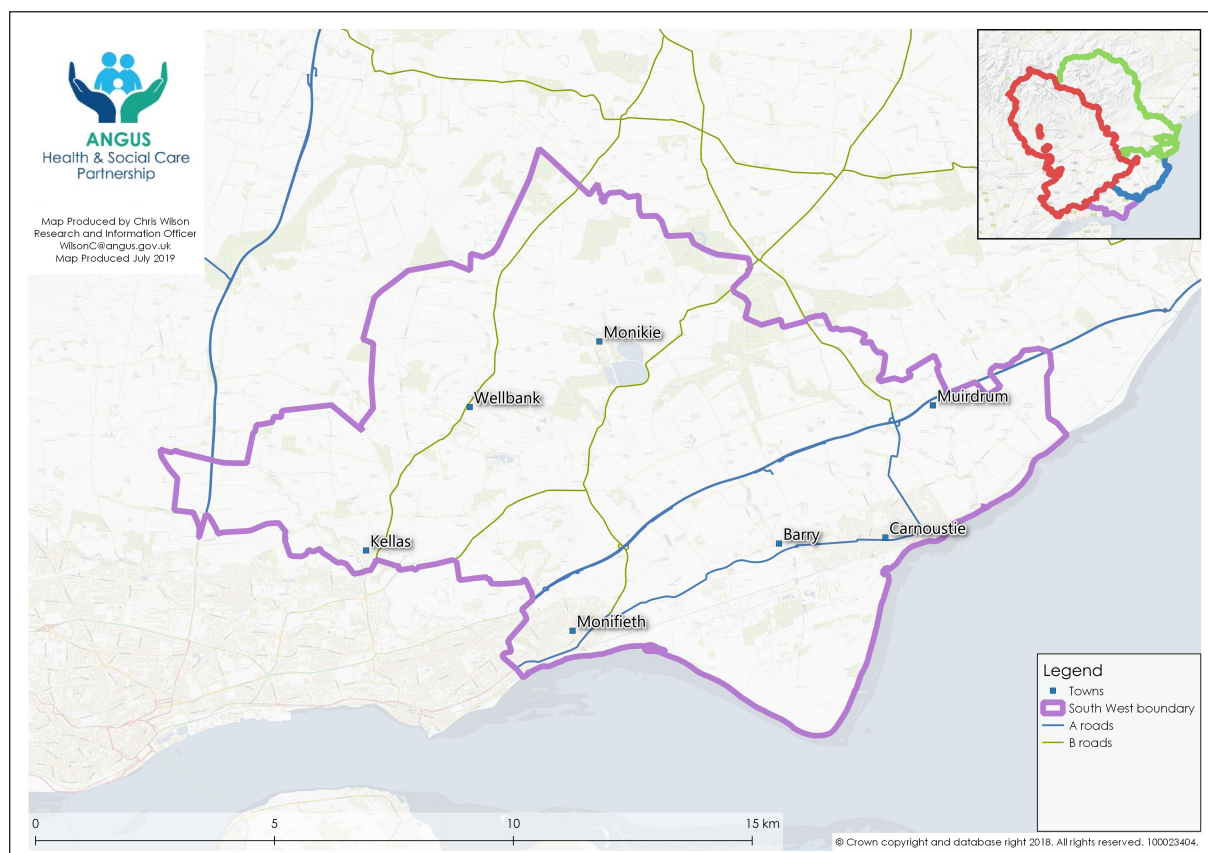 ANGUS
Health & Social Care
Partnership
Map Produced by Chris Wilson
Research and Information Officer
WilsonC@angus.gov.uk
Map Produced July 2019
Monikie
Wellbank
Muirdrum
Kellas
Barry
Carnoustie
Monifieth
Legend
Towns
South West boundary
A roads
B roads
0 5 10 15 km
© Crown copyright and database right 2018. All rights reserved. 100023404.